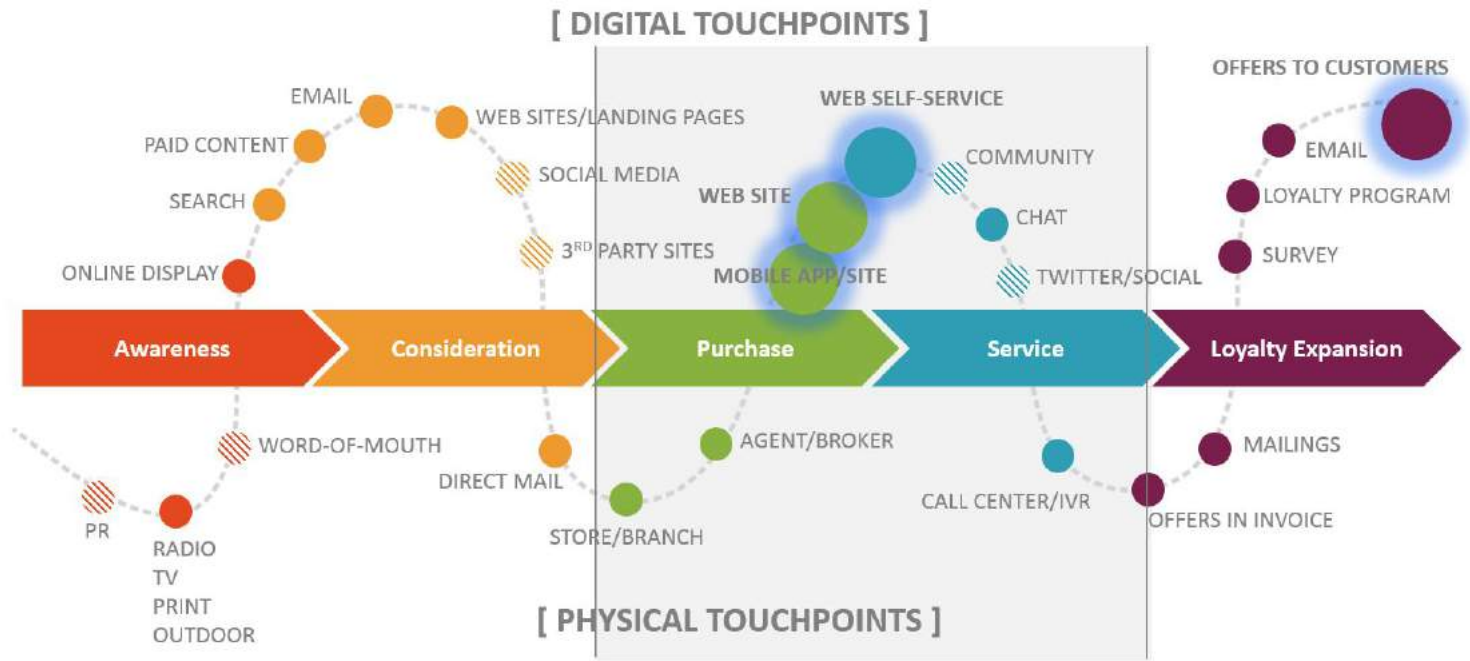 [ DIGITAL TOUCHPOINTS ]
OFFERS TO CUSTOMERS
EMAIL
WEB SELF-SERVICE
WEB SITES/LANDING PAGES
PAID CONTENT
EMAIL
COMMUNITY
SOCIAL MEDIA
SEARCH
WEB SITE
LOYALTY PROGRAM
CHAT
3RD PARTY SITES
SURVEY
ONLINE DISPLAY
MOBILE APP/SITE
TWITTER/SOCIAL
Awareness
Consideration
Purchase
Service
Loyalty Expansion
WORD-OF-MOUTH
AGENT/BROKER
MAILINGS
DIRECT MAIL
CALL CENTER/IVR
PR
STORE/BRANCH
OFFERS IN INVOICE
RADIO
TV
PRINT
OUTDOOR
[ PHYSICAL TOUCHPOINTS ]